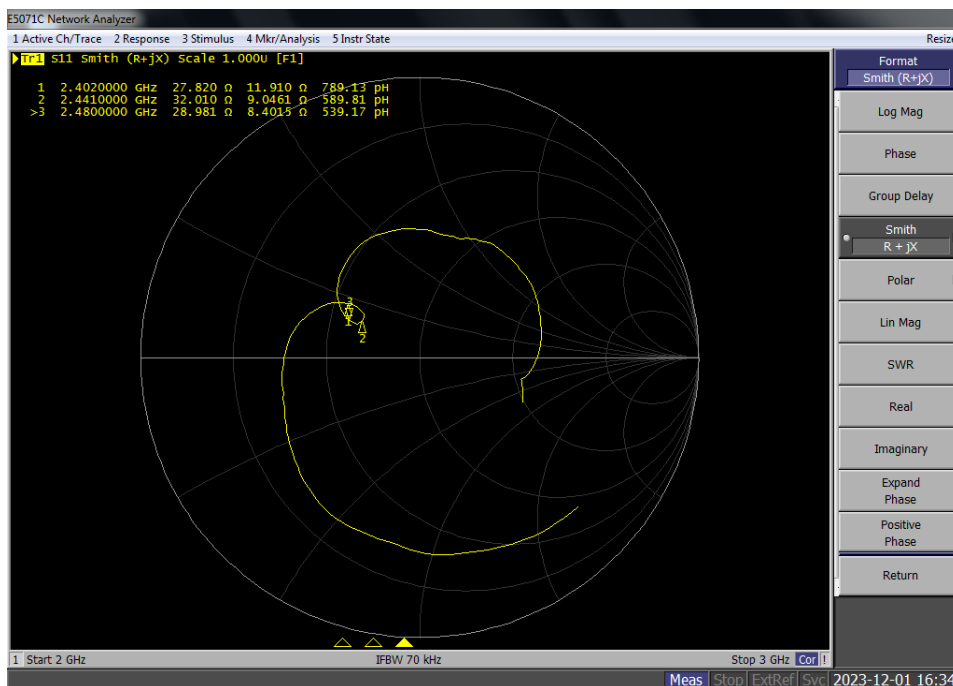 E5071C Network Analyzer
1 Active Ch/Trace 2 Response 3 Stimulus 4 Mkr/Analysis 5 Instr State Resize
Tr1 S11 Smith (R+jX) Scale 1.000U [F1]
1 2.4020000 GHz 27.820 Ω 11.910 Ω 789.13 pH
2 2.4410000 GHz 32.010 Ω 9.0461 Ω 589.81 pH
>3 2.4800000 GHz 28.981 Ω 8.4015 Ω 539.17 pH
3
1
2
Format
Smith (R+jX)
Log Mag
Phase
Group Delay
Smith
R + jX
Polar
Lin Mag
SWR
Real
Imaginary
Expand
Phase
Positive
Phase
Return
1 Start 2 GHz IFBW 70 kHz Stop 3 GHz Cor !
Meas Stop ExtRef Svc 2023-12-01 16:34